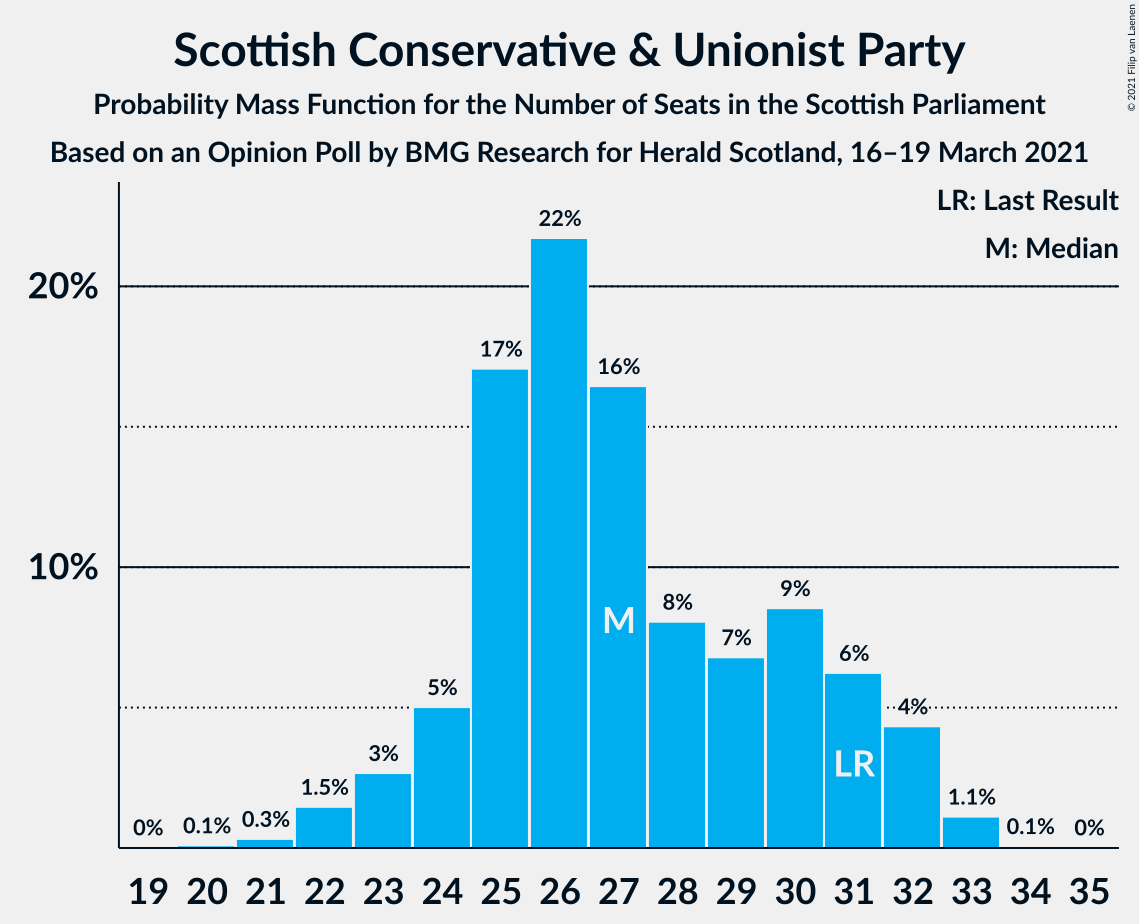 Scottish Conservative & Unionist Party
Probability Mass Function for the Number of Seats in the Scottish Parliament
Based on an Opinion Poll by BMG Research for Herald Scotland, 16–19 March 2021
© 2021 Filip van Laenen
LR: Last Result
M: Median
20%
10%
0%
0.1%
0.3%
1.5%
3%
5%
17%
22%
16%
8%
7%
9%
6%
4%
1.1%
0.1%
0%
M
LR
19 20 21 22 23 24 25 26 27 28 29 30 31 32 33 34 35